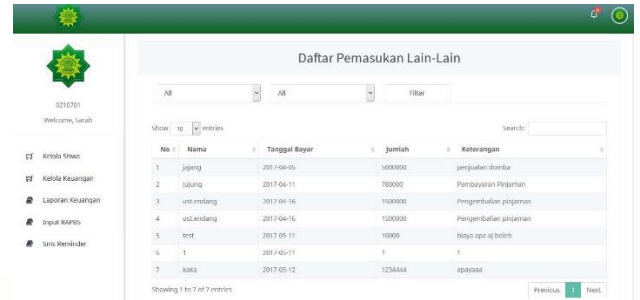 Daftar Pemasukan Lain-Lain
0210701
Welcome, Sarah
Kelola Siswa
Kelola Keuangan
Laporan Keuangan
Input RAPBS
Sms Reminder
All All Filter
Show 10 entries Search:
No Nama Tanggal Bayar Jumlah Keterangan
1 jajang 2017-04-05 5000000 penjualan domba
2 jujung 2017-04-11 780000 Pembayaran Pinjaman
3 ust.endang 2017-04-16 1500000 Pengembalian pinjaman
4 ust.endang 2017-04-16 1500000 Pengembalian pinjaman
5 test 2017-05-11 10000 biaya apa aj boleh
6 1 2017-05-11 1 1
7 kaka 2017-05-12 1234444 apayaaa
Showing 1 to 7 of 7 entries Previous 1 Next